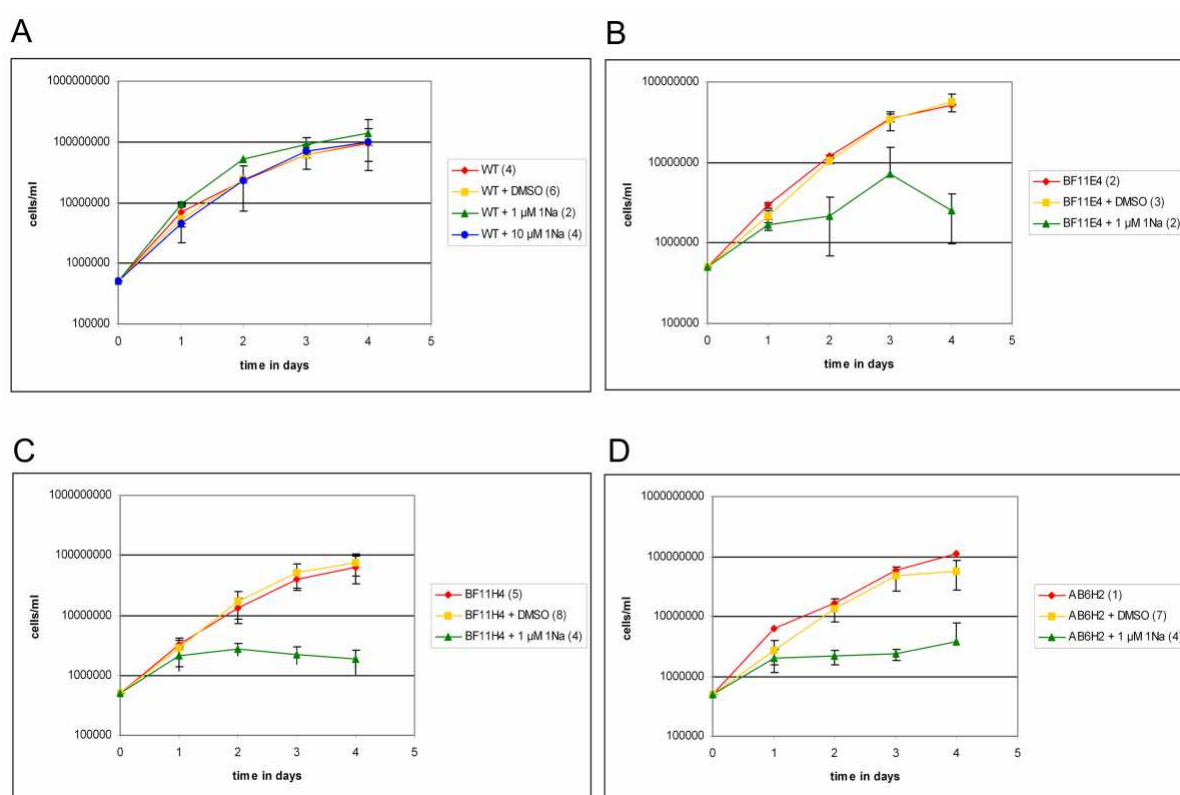 A
cells/ml
1000000000
100000000
10000000
1000000
100000
0 1 2 3 4 5
time in days
WT (4)
WT + DMSO (6)
WT + 1 µM 1Na (2)
WT + 10 µM 1Na (4)
B
cells/ml
100000000
10000000
1000000
100000
0 1 2 3 4 5
time in days
BF11E4 (2)
BF11E4 + DMSO (3)
BF11E4 + 1 µM 1Na (2)
C
cells/ml
1000000000
100000000
10000000
1000000
100000
0 1 2 3 4 5
time in days
BF11H4 (5)
BF11H4 + DMSO (8)
BF11H4 + 1 µM 1Na (4)
D
cells/ml
1000000000
100000000
10000000
1000000
100000
0 1 2 3 4 5
time in days
AB6H2 (1)
AB6H2 + DMSO (7)
AB6H2 + 1 µM 1Na (4)